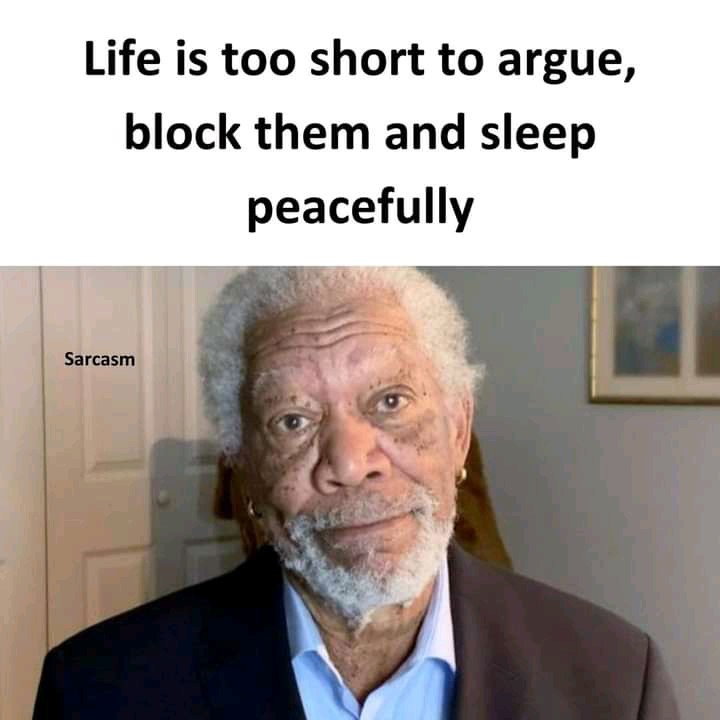 Life is too short to argue,
block them and sleep
peacefully
Sarcasm